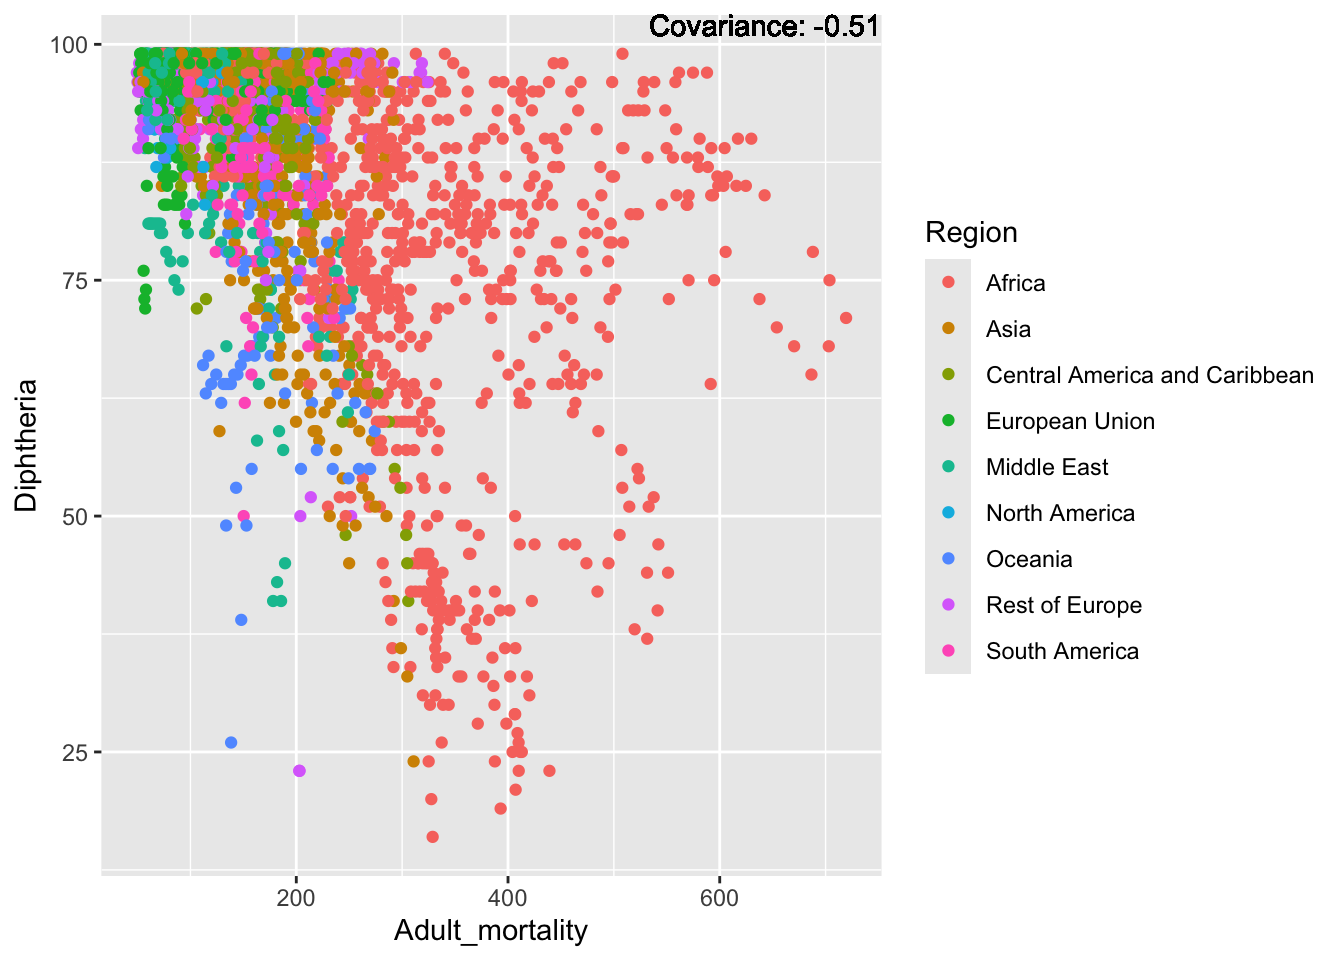 Covariance: -0.51
100
75
50
25
Diphtheria
200
400
600
Adult_mortality
Region
Africa
Asia
Central America and Caribbean
European Union
Middle East
North America
Oceania
Rest of Europe
South America